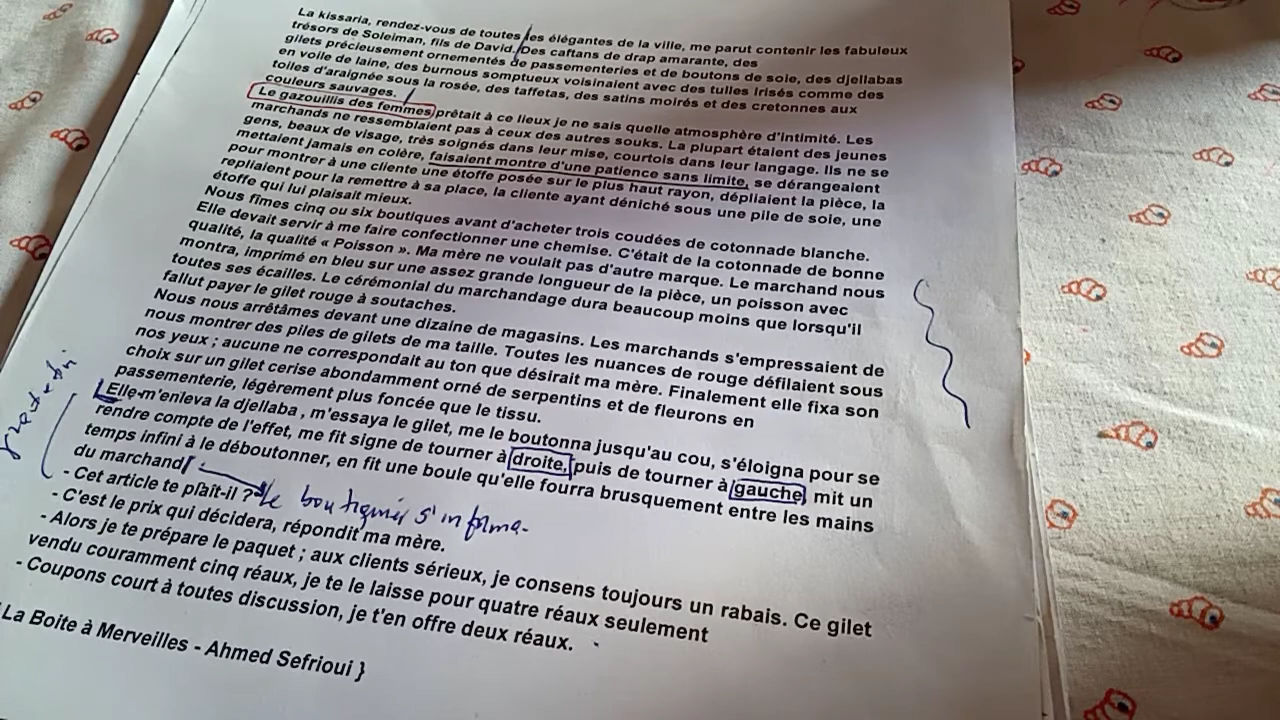 La kissaria, rendez-vous de toutes les élégantes de la ville, me parut contenir les fabuleux
trésors de Soleiman, fils de David. Des caftans de drap amarante, des
gilets précieusement ornementés de passementeries et de boutons de soie, des djellabas
en voile de laine, des burnous somptueux voisinaient avec des tulles irisés comme des
toiles d'araignée sous la rosée, des taffetas, des satins moirés et des cretonnes aux
couleurs sauvages.
Le gazouillis des femmes prêtait à ce lieux je ne sais quelle atmosphère d'intimité. Les
marchands ne ressemblaient pas à ceux des autres souks. La plupart étaient des jeunes
gens, beaux de visage, très soignés dans leur mise, courtois dans leur langage. Ils ne se
mettaient jamais en colère, faisaient montre d'une patience sans limite, se dérangeaient
pour montrer à une cliente une étoffe posée sur le plus haut rayon, dépliaient la pièce, la
repliaient pour la remettre à sa place, la cliente ayant déniché sous une pile de soie, une
étoffe qui lui plaisait mieux.
Nous fîmes cinq ou six boutiques avant d'acheter trois coudées de cotonnade blanche.
Elle devait servir à me faire confectionner une chemise. C'était de la cotonnade de bonne
qualité, la qualité « Poisson ». Ma mère ne voulait pas d'autre marque. Le marchand nous
montra, imprimé en bleu sur une assez grande longueur de la pièce, un poisson avec
toutes ses écailles. Le cérémonial du marchandage dura beaucoup moins que lorsqu'il
fallut payer le gilet rouge à soutaches.
Nous nous arrêtâmes devant une dizaine de magasins. Les marchands s'empressaient de
nous montrer des piles de gilets de ma taille. Toutes les nuances de rouge défilaient sous
nos yeux ; aucune ne correspondait au ton que désirait ma mère. Finalement elle fixa son
choix sur un gilet cerise abondamment orné de serpentins et de fleurons en
passementerie, légèrement plus foncée que le tissu.
Elle m'enleva la djellaba , m'essaya le gilet, me le boutonna jusqu'au cou, s'éloigna pour se
rendre compte de l'effet, me fit signe de tourner à droite, puis de tourner à gauche, mit un
temps infini à le déboutonner, en fit une boule qu'elle fourra brusquement entre les mains
du marchand
- Cet article te plaît-il ? le boutiquier s'informa-
- C'est le prix qui décidera, répondit ma mère.
- Alors je te prépare le paquet ; aux clients sérieux, je consens toujours un rabais. Ce gilet
vendu couramment cinq réaux, je te le laisse pour quatre réaux seulement
- Coupons court à toutes discussion, je t'en offre deux réaux.
La Boite à Merveilles - Ahmed Sefrioui }